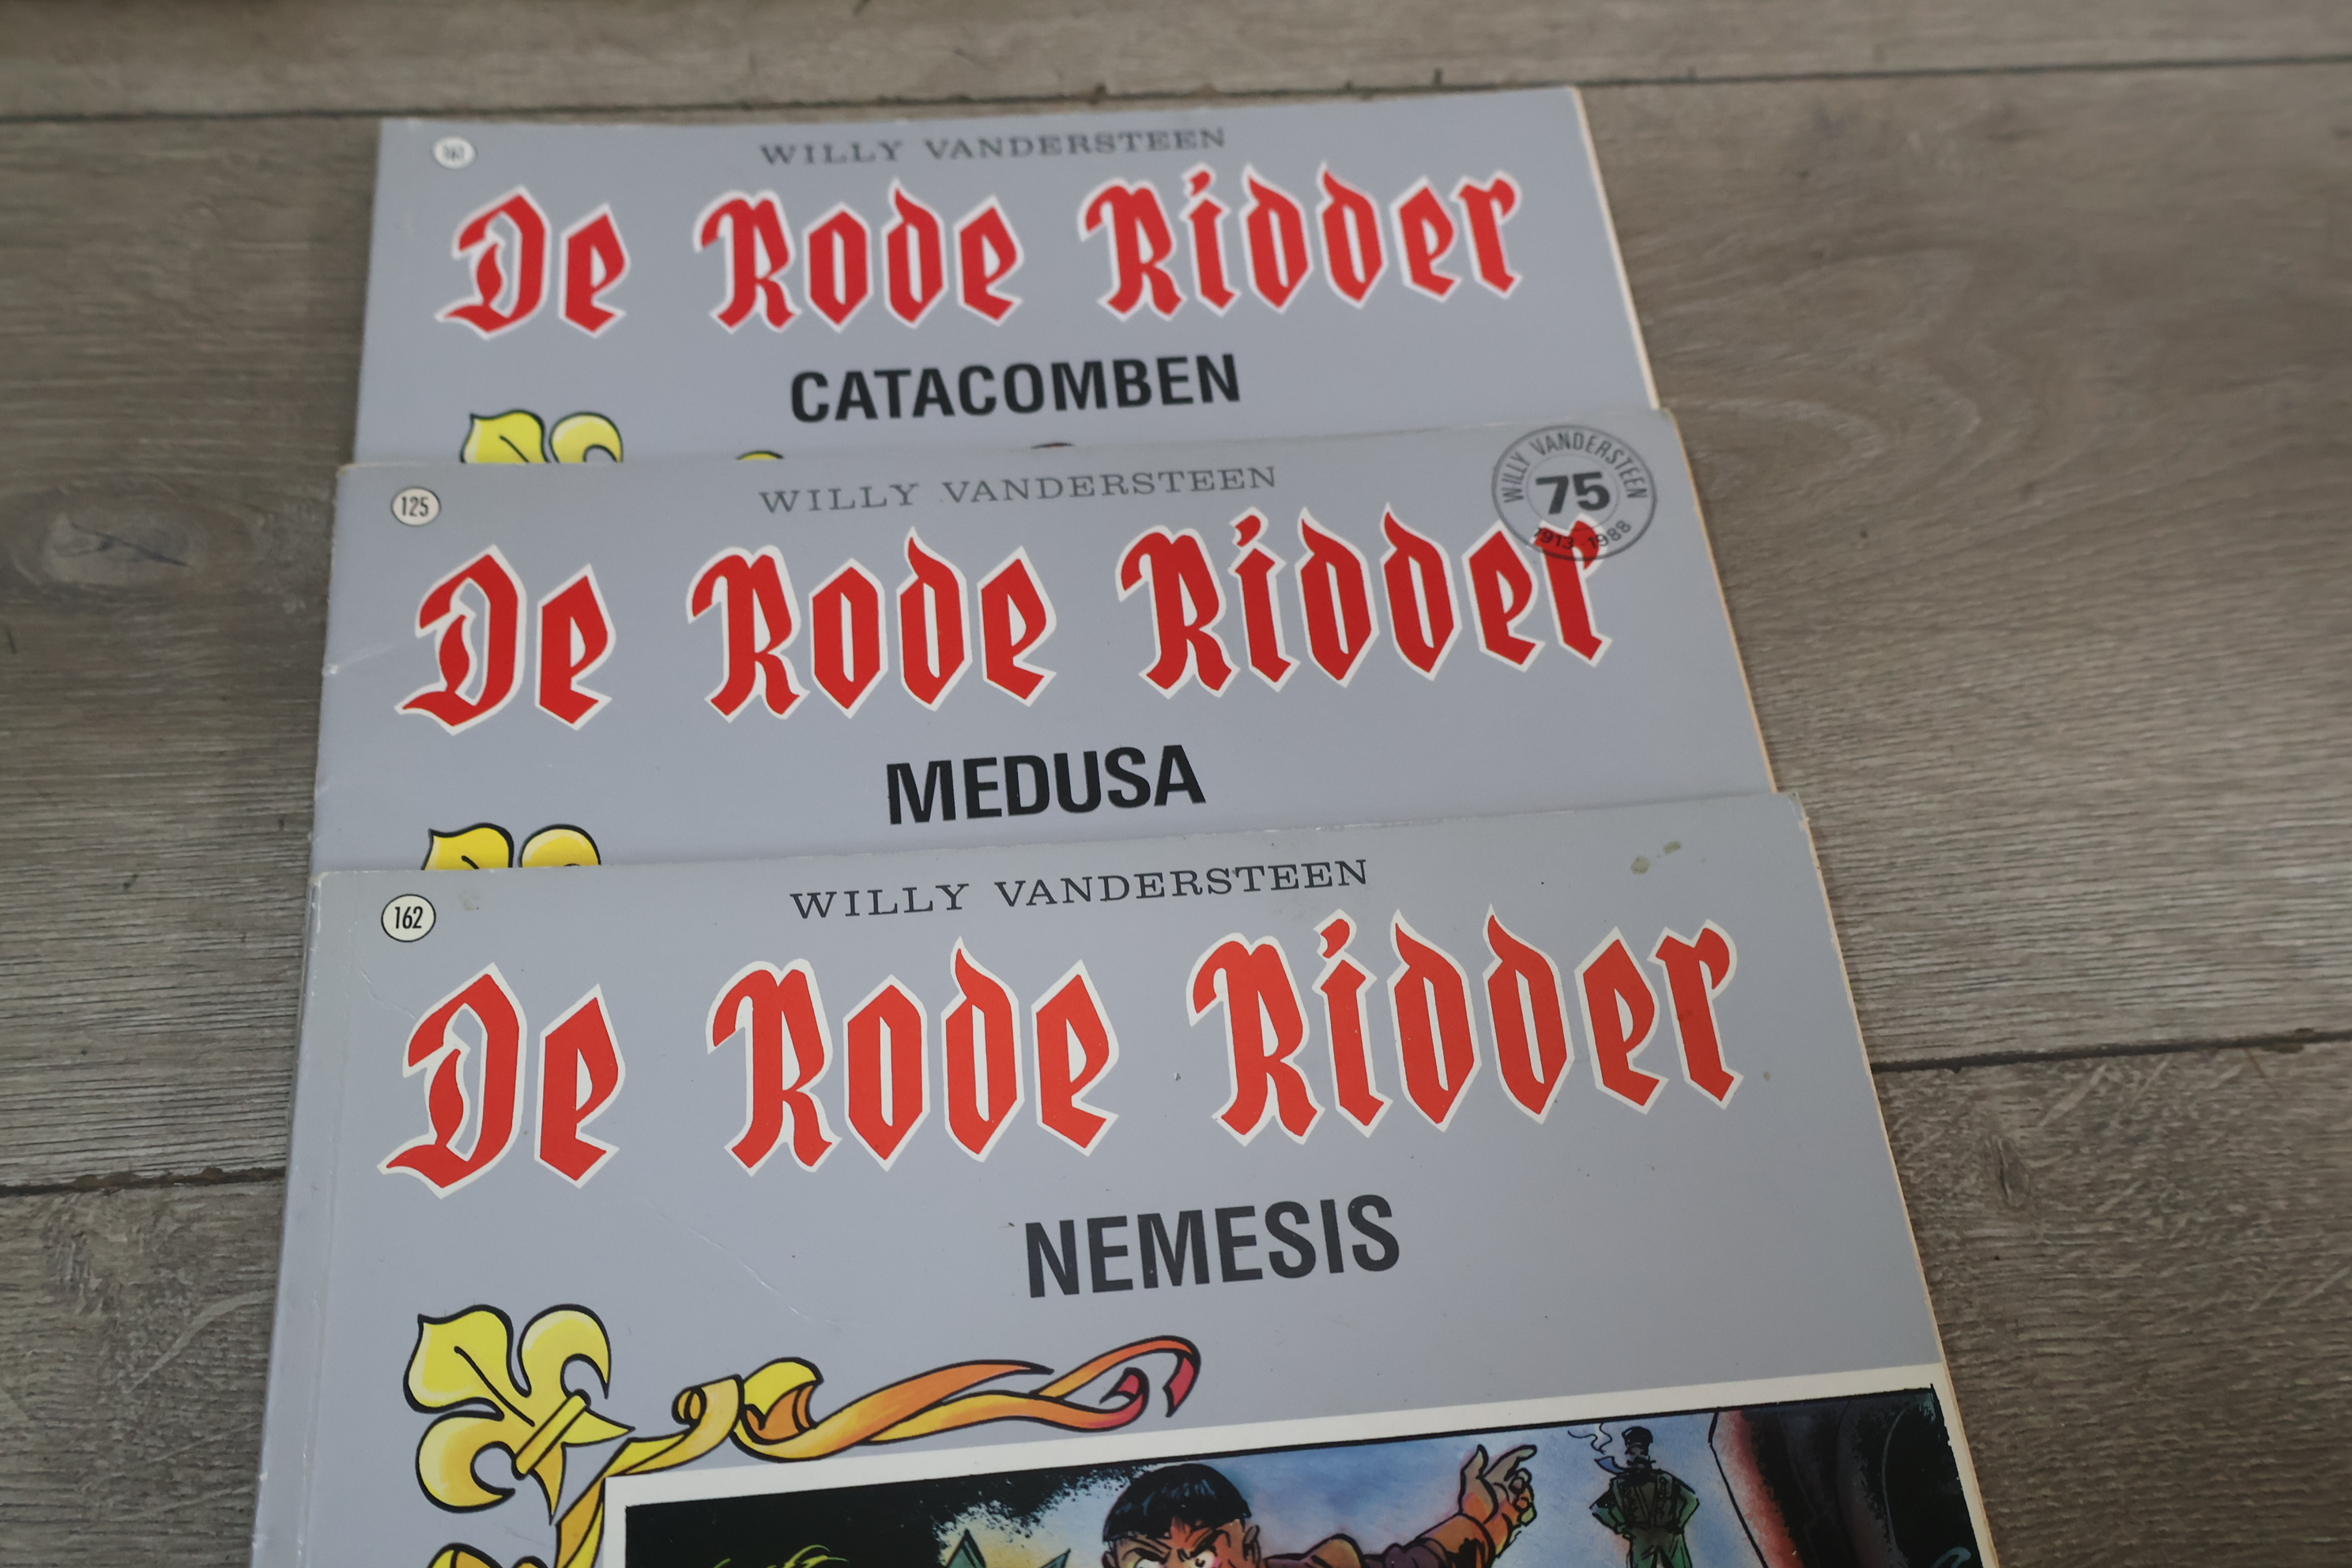 161
WILLY VANDERSTEEN
De Rode Ridder
CATACOMBEN
125
WILLY VANDERSTEEN
WILLY VANDERSTEEN
75
1913 - 1988
De Rode Ridder
MEDUSA
162
WILLY VANDERSTEEN
De Rode Ridder
NEMESIS